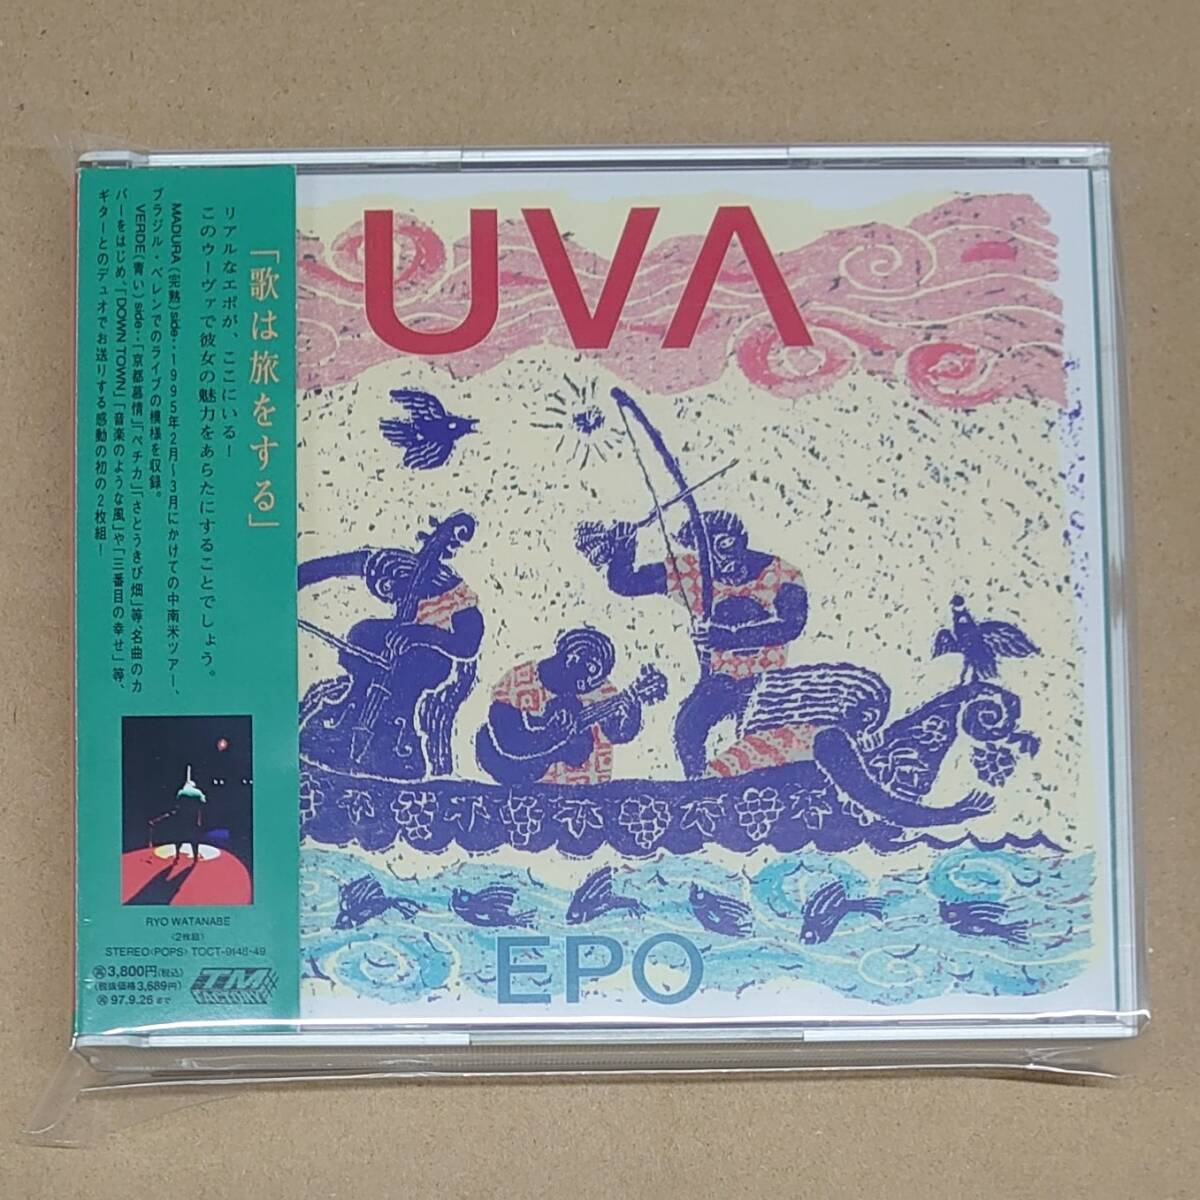 「歌は旅をする」
リアルなエポが、ここにいる!
このウーヴァで彼女の魅力をあらたにすることでしょう。
MADURA(完熟)side‥1995年2月〜3月にかけての中南米ツアー、
ブラジル・ベレンでのライブの模様を収録。
VERDE(青い)side‥「京都慕情」「ペチカ」「さとうきび畑」等、名曲のカ
バーをはじめ、「DOWN TOWN」「音楽のような風」や「三番目の幸せ」等、
ギターとのデュオでお送りする感動の初の2枚組!
RYO WATANABE
〈2枚組〉
STEREO〈POPS〉 TOCT-9148·49
3,800円(税込)
(税抜価格3,689円)
97.9.26まで
TM
FACTORY
UVA
EPO